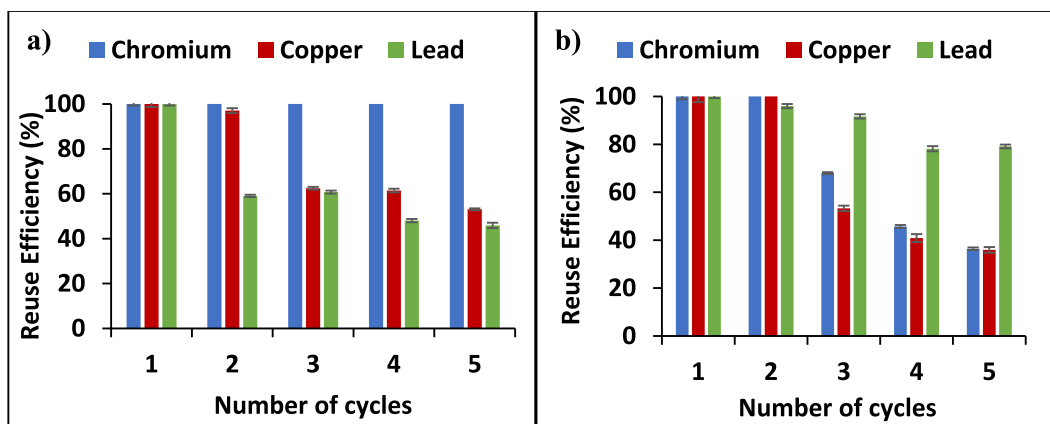 a)
Chromium Copper Lead
Reuse Efficiency (%)
100
80
60
40
20
0
1 2 3 4 5
Number of cycles
b)
Chromium Copper Lead
Reuse Efficiency (%)
100
80
60
40
20
0
1 2 3 4 5
Number of cycles